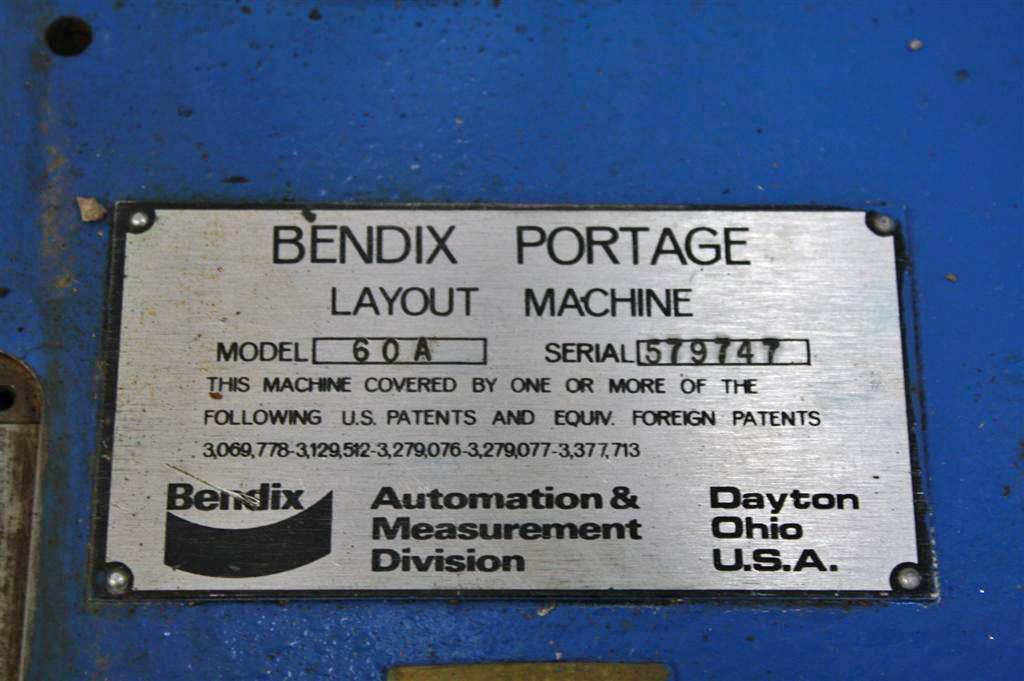 BENDIX PORTAGE
LAYOUT MACHINE
MODEL 60A SERIAL 579747
THIS MACHINE COVERED BY ONE OR MORE OF THE
FOLLOWING U.S. PATENTS AND EQUIV. FOREIGN PATENTS
3,069,778-3,129,512-3,279,076-3,279,077-3,377,713
Bendix
Automation & Dayton
Measurement Ohio
Division U.S.A.